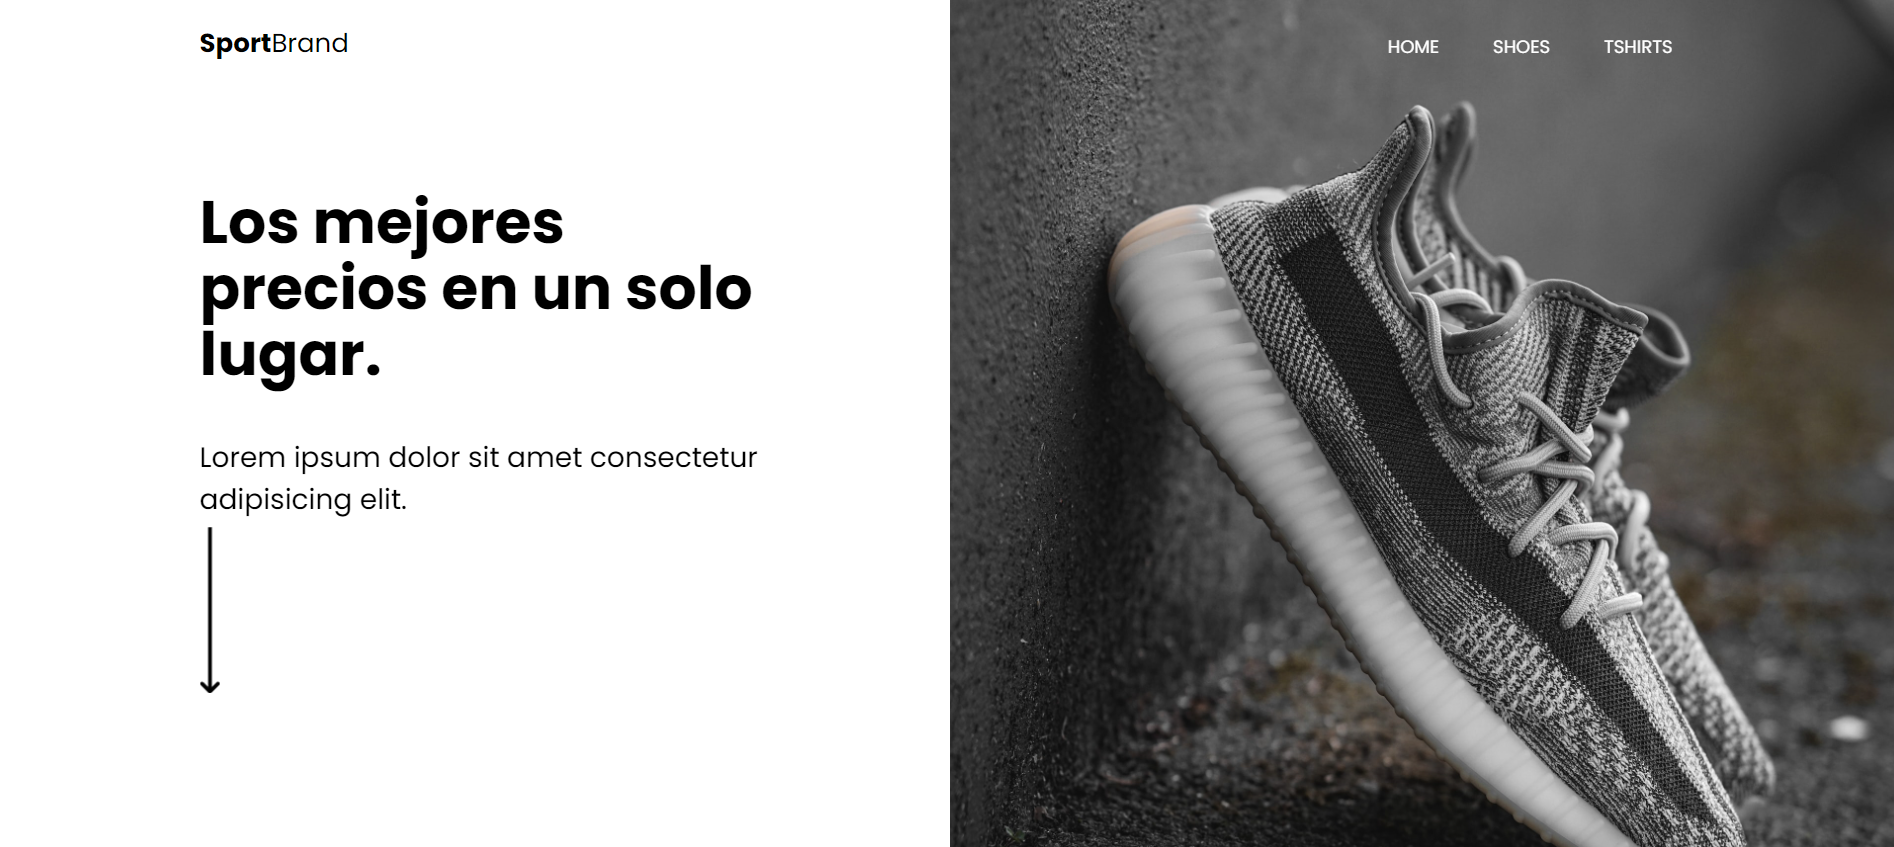 SportBrand
HOME SHOES TSHIRTS
Los mejores
precios en un solo
lugar.
Lorem ipsum dolor sit amet consectetur
adipisicing elit.